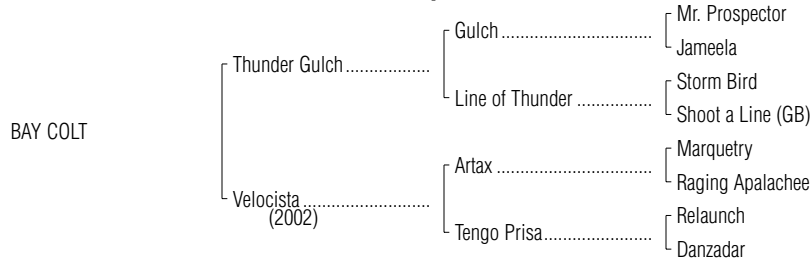 Mr. Prospector
Gulch................................
Jameela
Thunder Gulch..................
Storm Bird
Line of Thunder ................
Shoot a Line (GB)
BAY COLT
Marquetry
Artax ................................
Raging Apalachee
Velocista...........................
(2002)
Relaunch
Tengo Prisa.......................
Danzadar